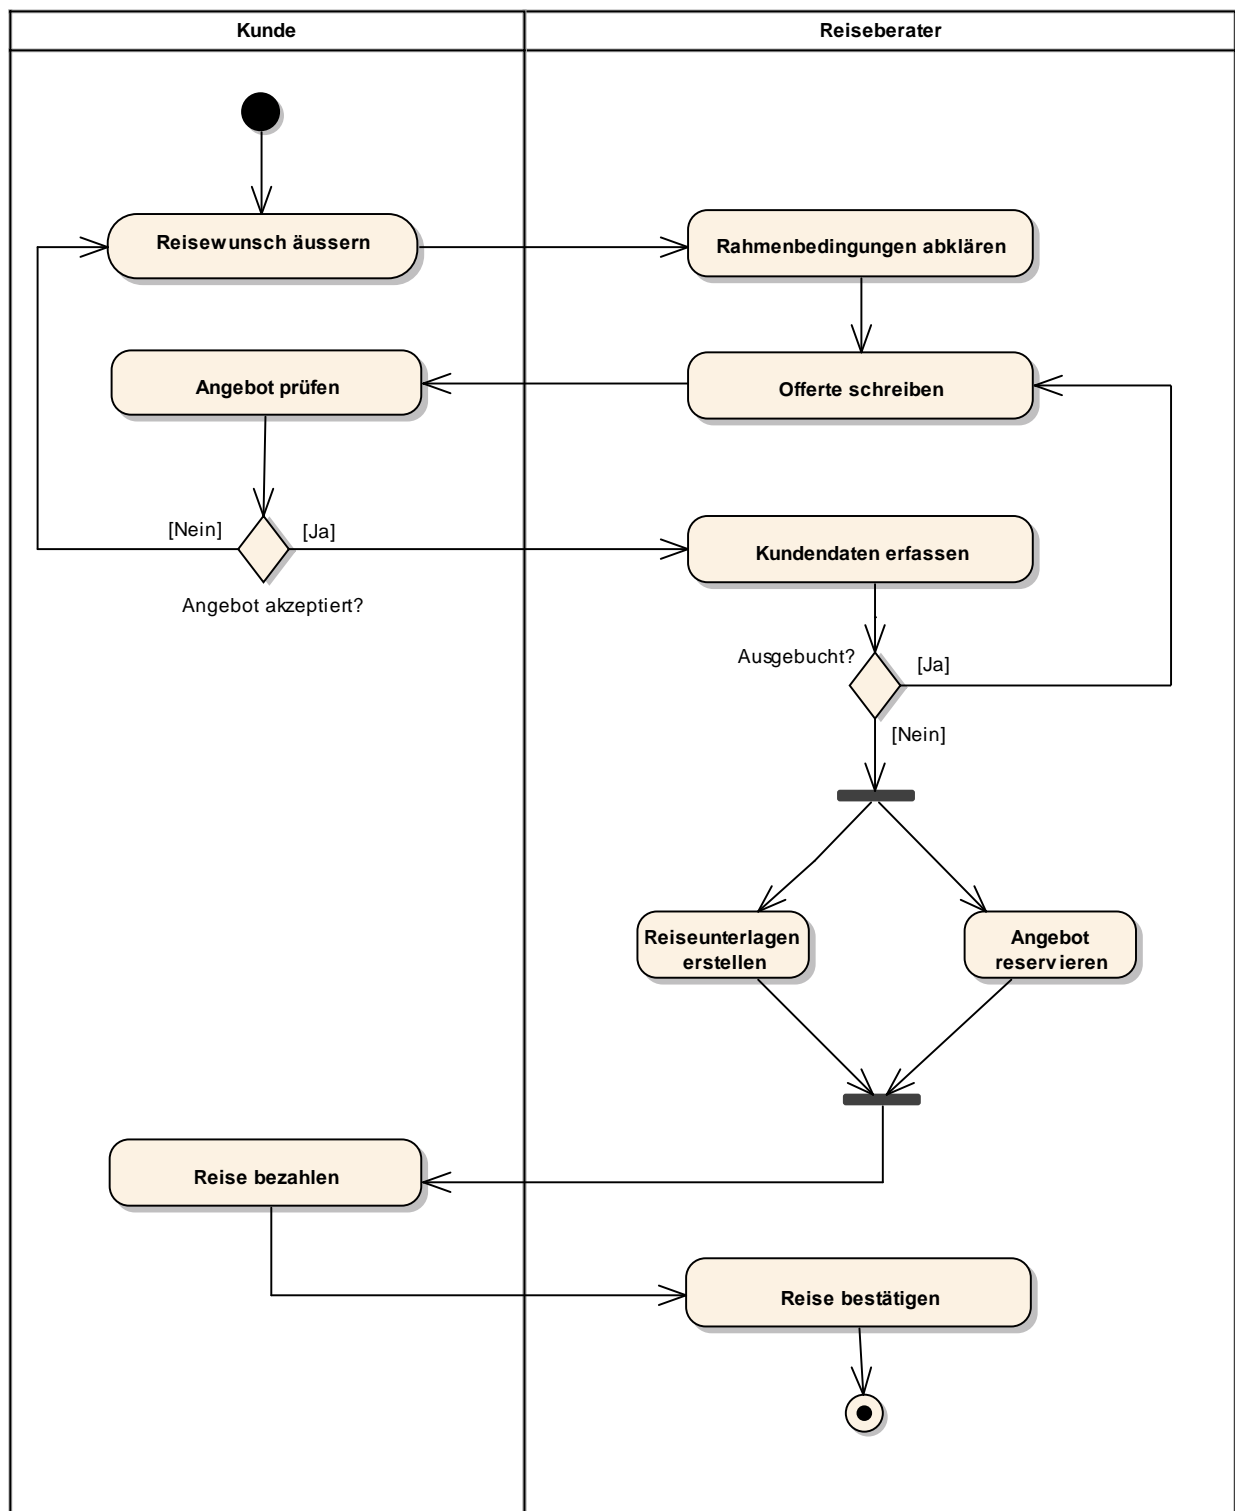 Kunde
Reiseberater
Reisewunsch äussern
Rahmenbedingungen abklären
Angebot prüfen
Offerte schreiben
[Nein]
[Ja]
Kundendaten erfassen
Angebot akzeptiert?
Ausgebucht?
[Ja]
[Nein]
Reiseunterlagen
erstellen
Angebot
reservieren
Reise bezahlen
Reise bestätigen